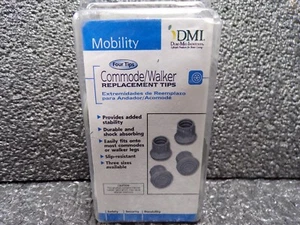 Mobility
DMI
Four Tips
Commode/Walker
REPLACEMENT TIPS
Extremidades de Reemplazo
para Andador/Acomodé
• Provides added
stability
• Durable and
shock absorbing
• Easily fits onto
most commodes
or walker legs
• Slip-resistant
• Three sizes
available